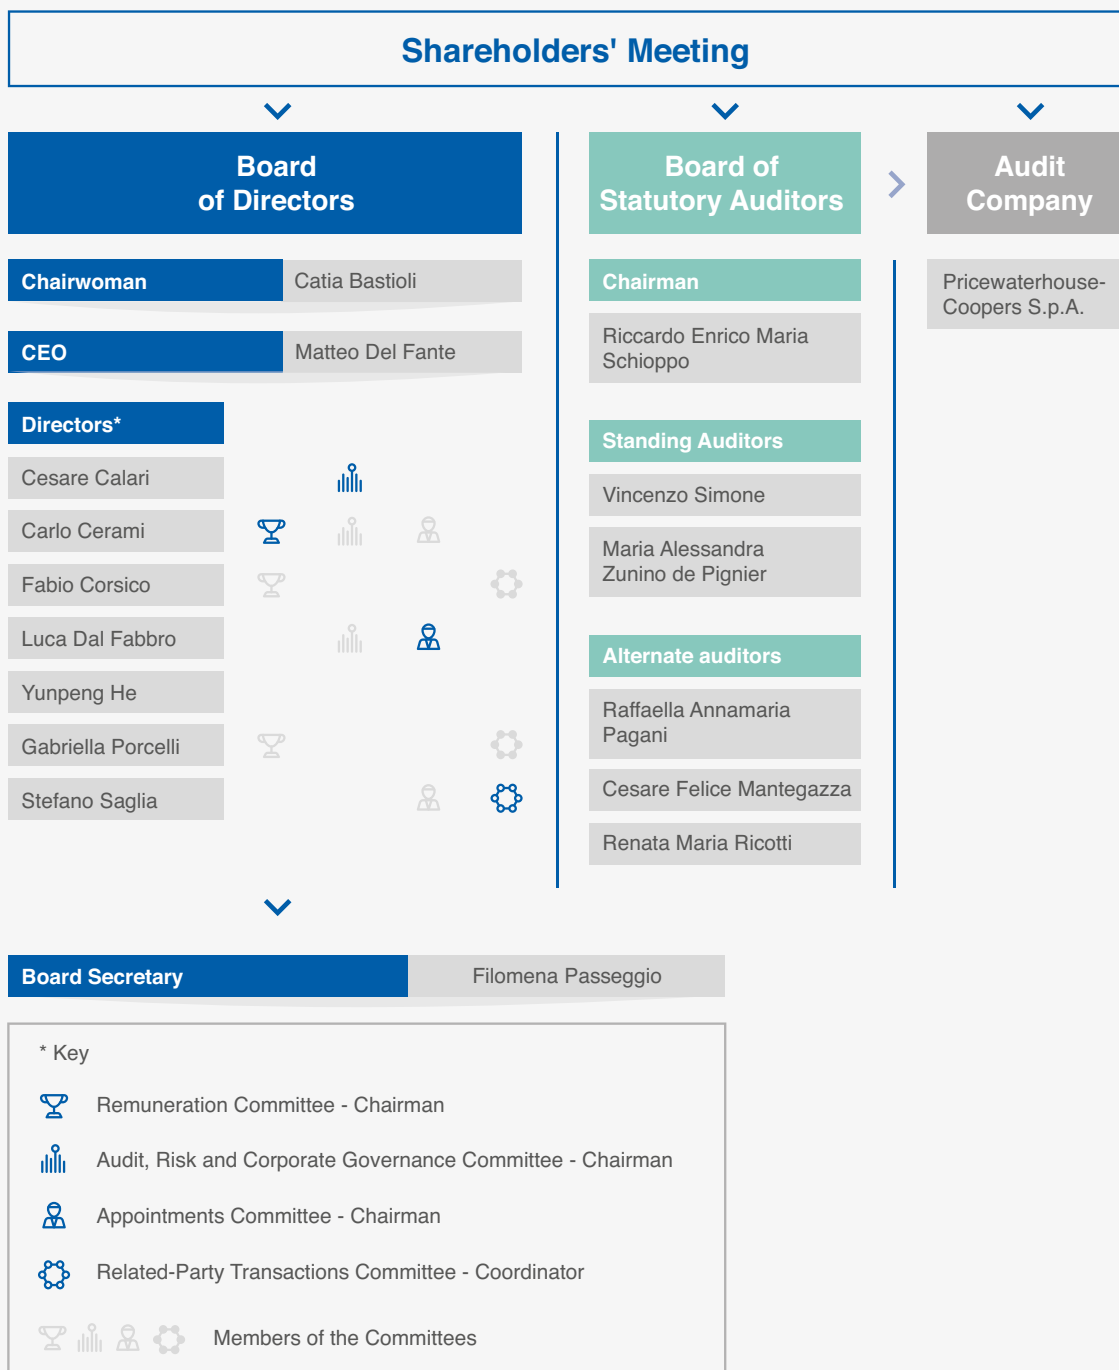 Shareholders' Meeting
Board
of Directors
Chairwoman
Catia Bastioli
CEO
Matteo Del Fante
Directors*
Cesare Calari
Carlo Cerami
Fabio Corsico
Luca Dal Fabbro
Yunpeng He
Gabriella Porcelli
Stefano Saglia
Board of
Statutory Auditors
Chairman
Riccardo Enrico Maria
Schioppo
Standing Auditors
Vincenzo Simone
Maria Alessandra
Zunino de Pignier
Alternate auditors
Raffaella Annamaria
Pagani
Cesare Felice Mantegazza
Renata Maria Ricotti
Audit
Company
Pricewaterhouse-
Coopers S.p.A.
Board Secretary
Filomena Passeggio
* Key
Remuneration Committee - Chairman
Audit, Risk and Corporate Governance Committee - Chairman
Appointments Committee - Chairman
Related-Party Transactions Committee - Coordinator
Members of the Committees